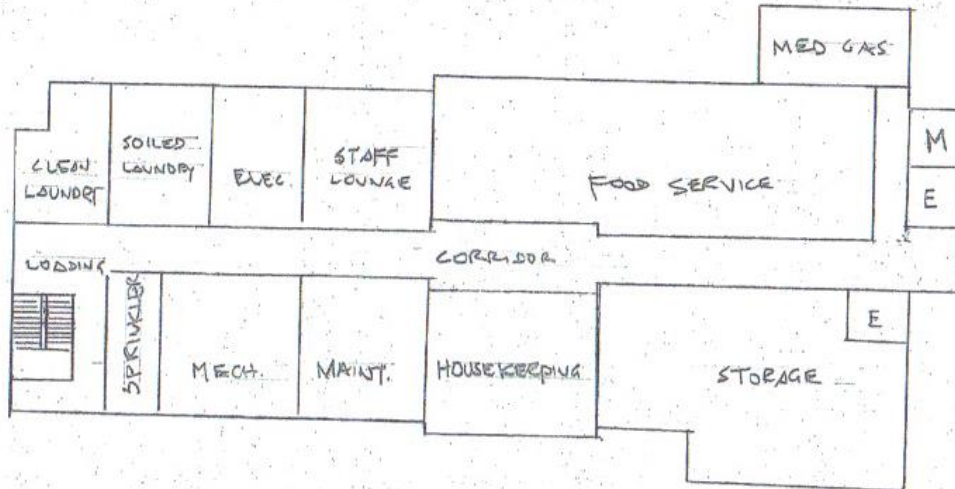 MED GAS
CLEAN
LAUNDRY
SOILED
LAUNDRY
ELEC.
STAFF
LOUNGE
FOOD SERVICE
M
E
LOADING
CORRIDOR
SPRINKLER
MECH.
MAINT.
HOUSEKEEPING
STORAGE
E